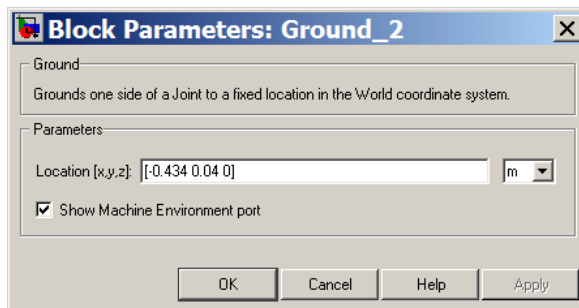 Block Parameters: Ground_2
Ground
Grounds one side of a Joint to a fixed location in the World coordinate system.
Parameters
Location [x,y,z]: [-0.434 0.04 0] m
Show Machine Environment port
OK Cancel Help Apply